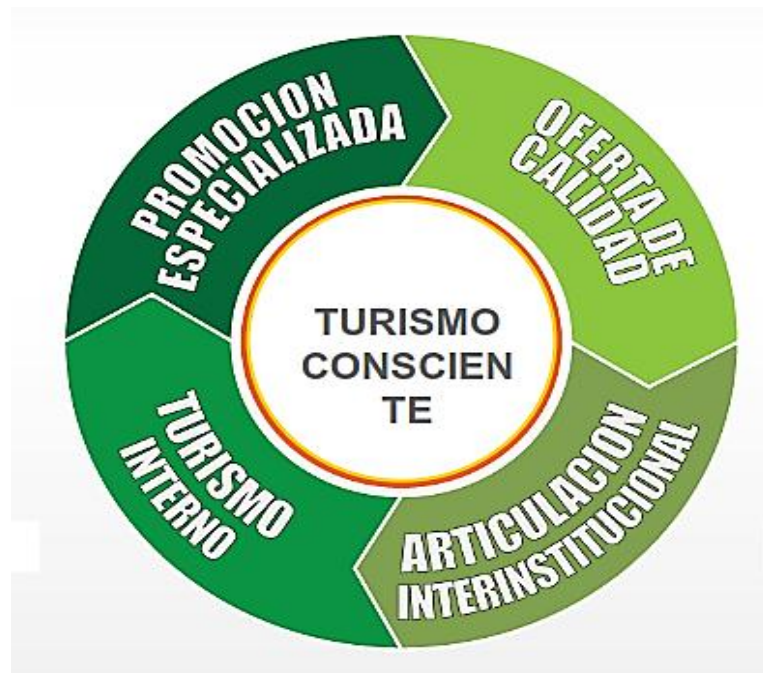 PROMOCION
ESPECIALIZADA
OFERTA DE
CALIDAD
TURISMO
CONSCIEN
TE
TURISMO
INTERNO
ARTICULACION
INTERINSTITUCIONAL